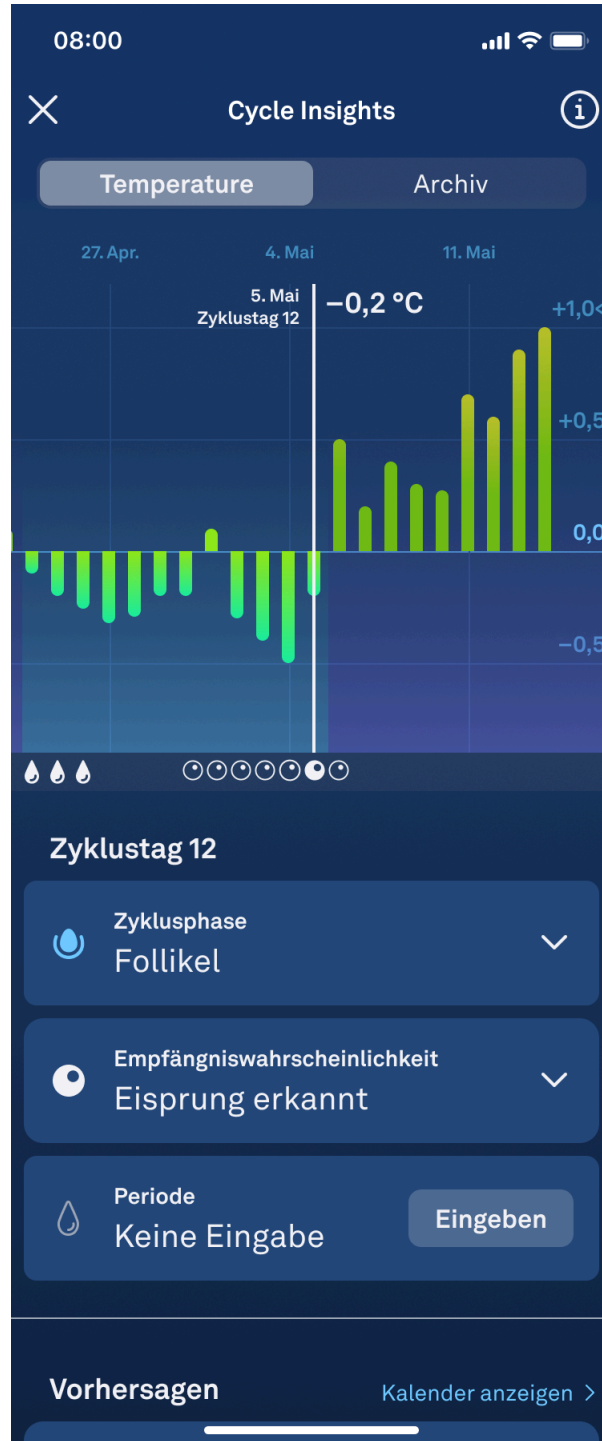 08:00
Cycle Insights
Temperature
Archiv
27. Apr.
4. Mai
11. Mai
5. Mai
Zyklustag 12
−0,2 °C
+1,0
+0,5
0,0
−0,5
Zyklustag 12
Zyklusphase
Follikel
Empfängniswahrscheinlichkeit
Eisprung erkannt
Periode
Keine Eingabe
Eingeben
Vorhersagen
Kalender anzeigen >